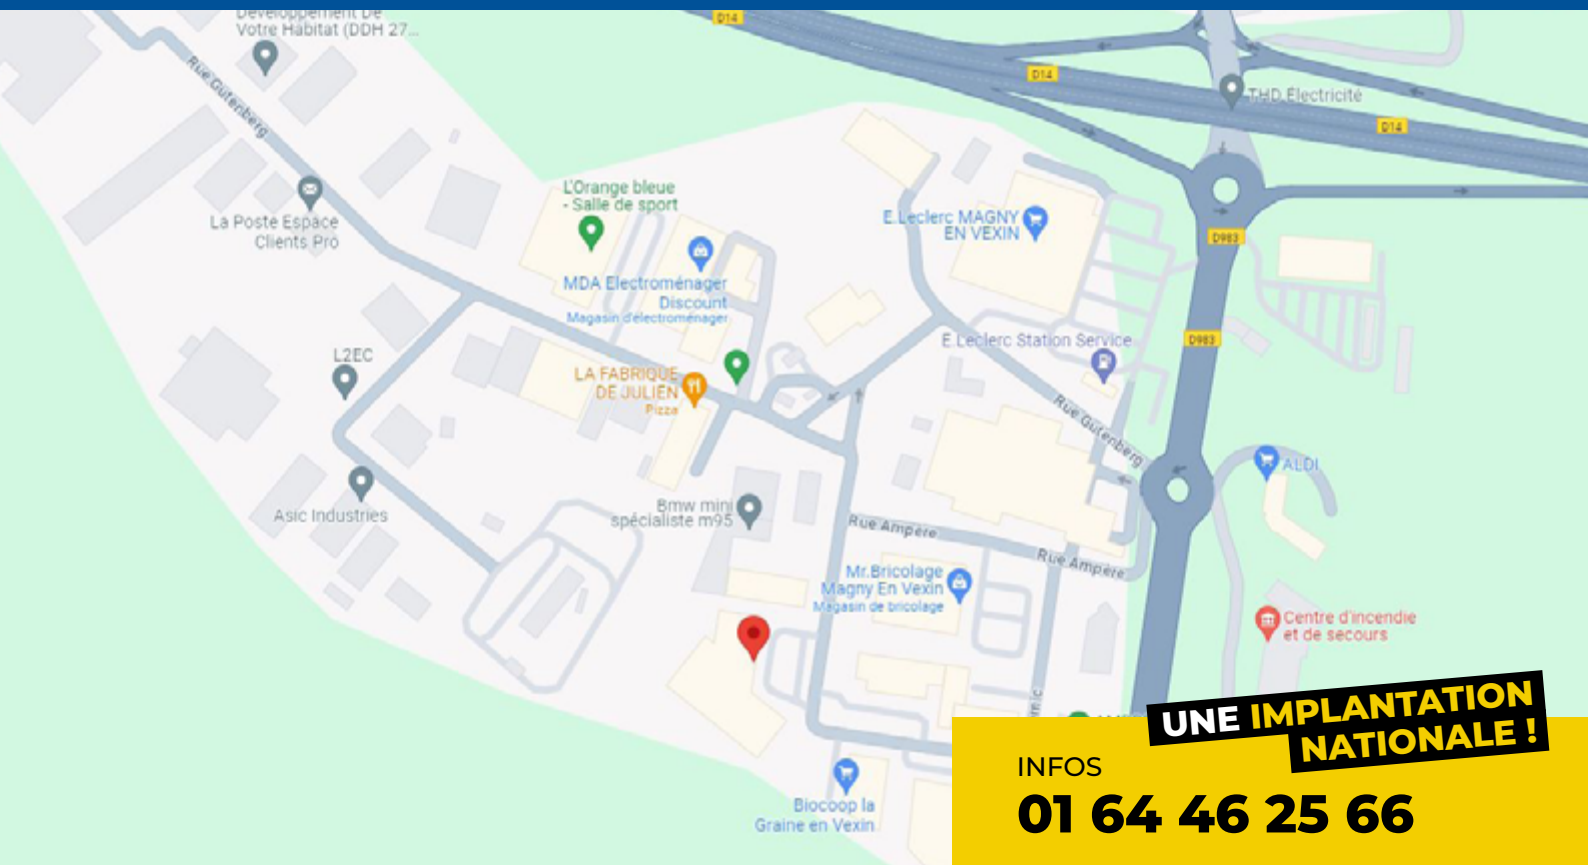 Développement De
Votre Habitat (DDH 27...
D14
D14
THD Électricité
D14
Rue Gutenberg
L'Orange bleue
- Salle de sport
La Poste Espace
Clients Pro
E.Leclerc MAGNY
EN VEXIN
D983
MDA Electroménager
Discount
Magasin d'électroménager
E.Leclerc Station Service
D983
L2EC
LA FABRIQUE
DE JULIEN
Pizza
Rue Gutenberg
ALDI
Asic Industries
Bmw mini
spécialiste m95
Rue Ampère
Rue Ampère
Mr.Bricolage
Magny En Vexin
Magasin de bricolage
Centre d'incendie
et de secours
Biocoop la
Graine en Vexin
UNE IMPLANTATION
NATIONALE !
INFOS
01 64 46 25 66